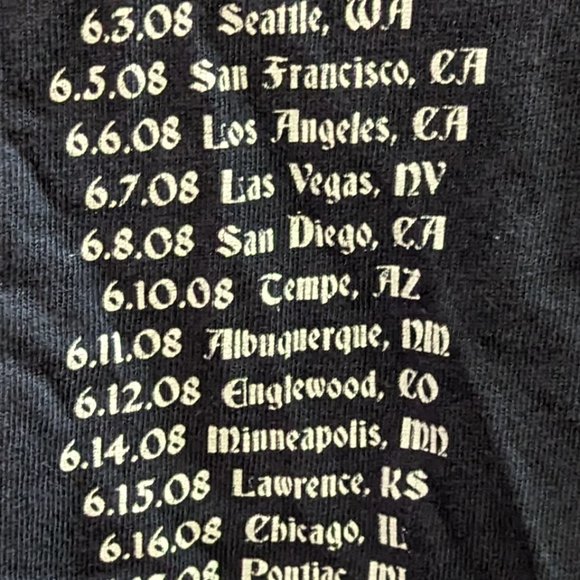 6.3.08 Seattle, WA
6.5.08 San Francisco, CA
6.6.08 Los Angeles, CA
6.7.08 Las Vegas, NV
6.8.08 San Diego, CA
6.10.08 Tempe, AZ
6.11.08 Albuquerque, NM
6.12.08 Englewood, CO
6.14.08 Minneapolis, MN
6.15.08 Lawrence, KS
6.16.08 Chicago, IL
08 Pontiac, MI